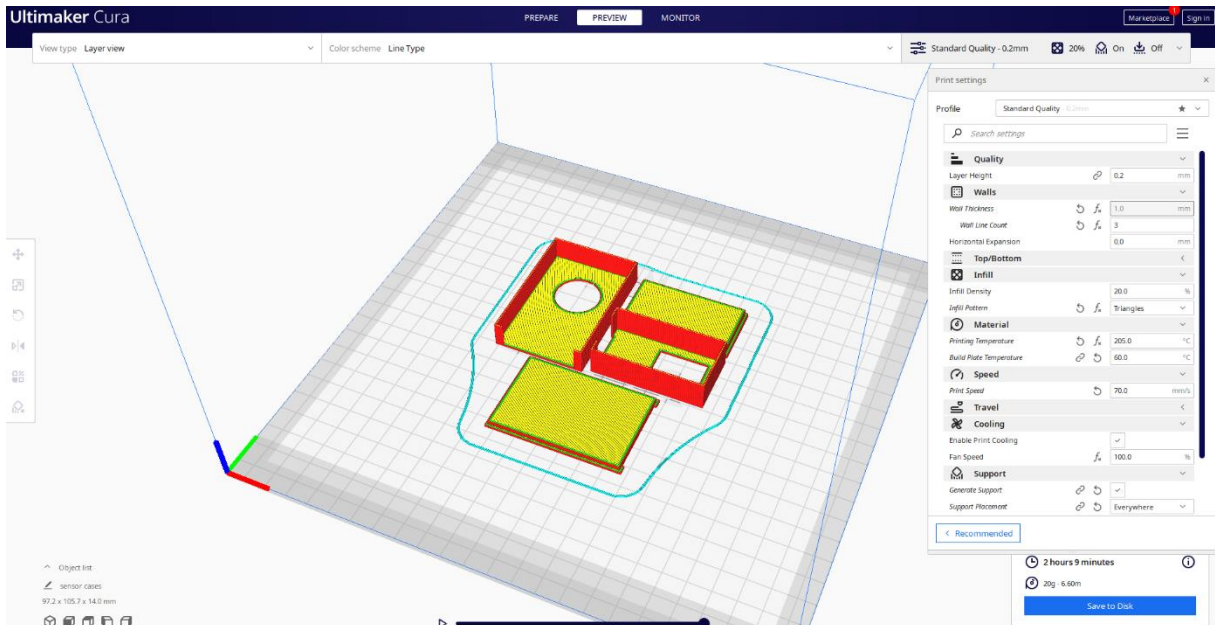 Ultimaker Cura
PREPARE PREVIEW MONITOR
Marketplace 1 Sign in
View type Layer view
Color scheme Line Type
Standard Quality - 0.2mm 20% On Off
Print settings
Profile Standard Quality - 0.2mm
Search settings
Quality
Layer Height 0.2 mm
Walls
Wall Thickness 1.0 mm
Wall Line Count 3
Horizontal Expansion 0.0 mm
Top/Bottom
Infill
Infill Density 20.0 %
Infill Pattern Triangles
Material
Printing Temperature 205.0 °C
Build Plate Temperature 60.0 °C
Speed
Print Speed 70.0 mm/s
Travel
Cooling
Enable Print Cooling
Fan Speed 100.0 %
Support
Generate Support
Support Placement Everywhere
Recommended
2 hours 9 minutes
20g · 6.60m
Save to Disk
Object list
sensor cases
97.2 x 105.7 x 14.0 mm